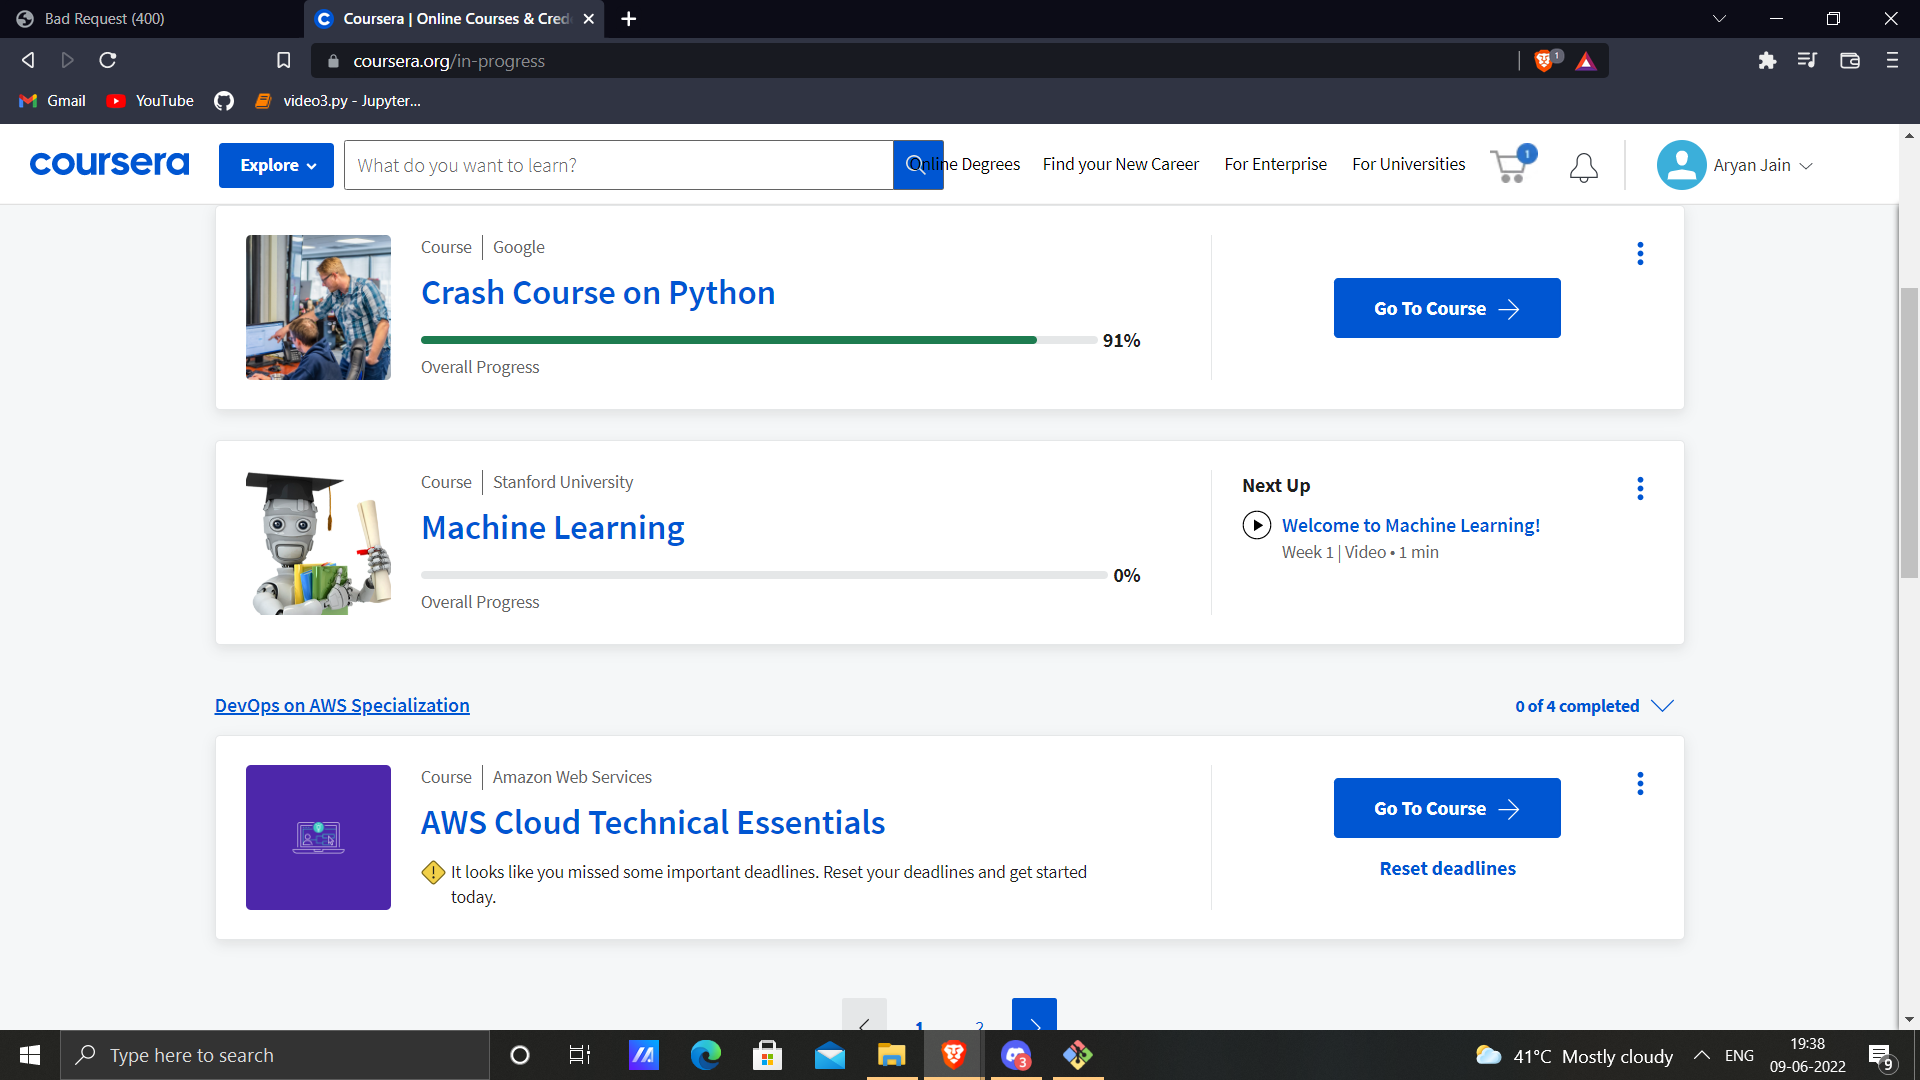 Bad Request (400)
Coursera | Online Courses & Cred
coursera.org/in-progress
1
Gmail
YouTube
video3.py - Jupyter...
coursera
Explore
What do you want to learn?
Online Degrees
Find your New Career
For Enterprise
For Universities
1
Aryan Jain
Course | Google
Crash Course on Python
91%
Overall Progress
Go To Course
Course | Stanford University
Machine Learning
0%
Overall Progress
Next Up
Welcome to Machine Learning!
Week 1 | Video • 1 min
DevOps on AWS Specialization
0 of 4 completed
Course | Amazon Web Services
AWS Cloud Technical Essentials
It looks like you missed some important deadlines. Reset your deadlines and get started
today.
Go To Course
Reset deadlines
1
2
Type here to search
3
41°C Mostly cloudy
ENG
19:38
09-06-2022
9